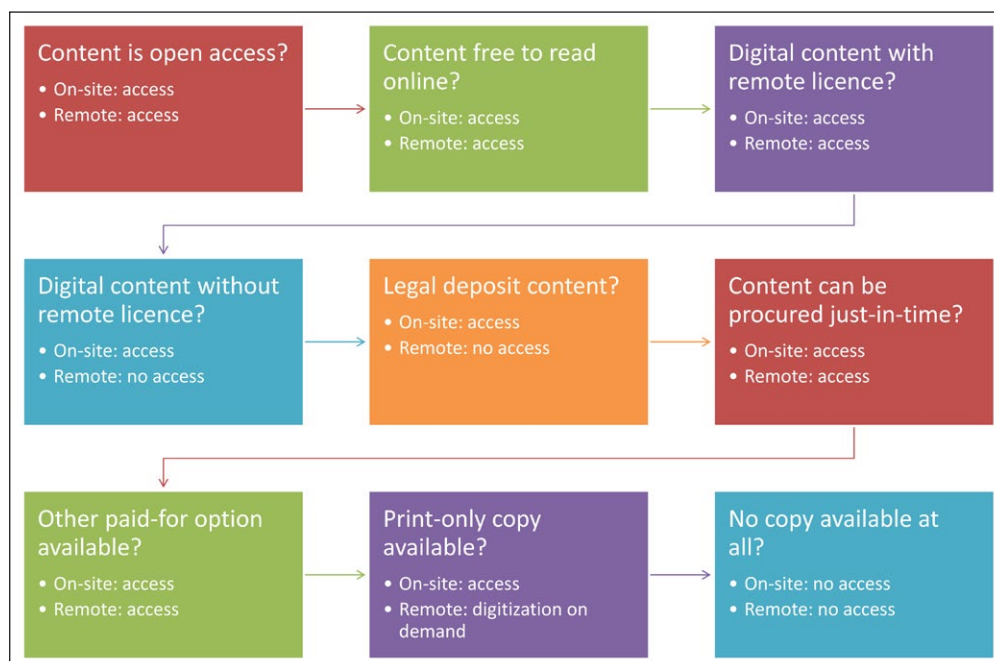 Content is open access?
• On-site: access
• Remote: access
Content free to read
online?
• On-site: access
• Remote: access
Digital content with
remote licence?
• On-site: access
• Remote: access
Digital content without
remote licence?
• On-site: access
• Remote: no access
Legal deposit content?
• On-site: access
• Remote: no access
Content can be
procured just-in-time?
• On-site: access
• Remote: access
Other paid-for option
available?
• On-site: access
• Remote: access
Print-only copy
available?
• On-site: access
• Remote: digitization on
demand
No copy available at
all?
• On-site: no access
• Remote: no access